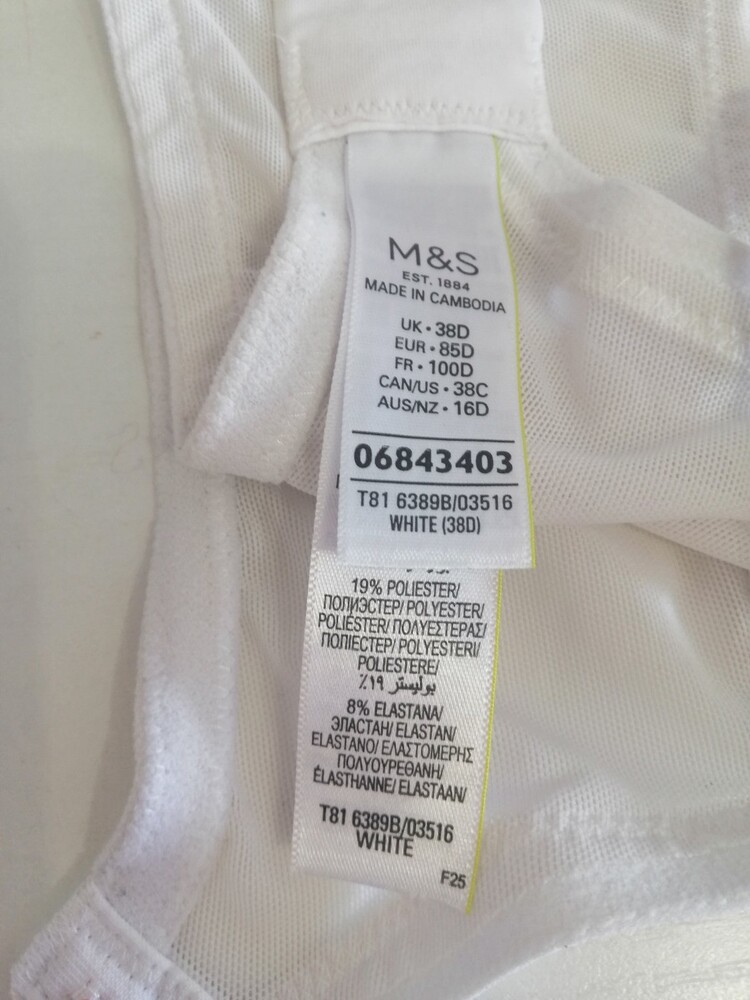 M&S
EST. 1884
MADE IN CAMBODIA
UK • 38D
EUR • 85D
FR • 100D
CAN/US • 38C
AUS/NZ • 16D
06843403
T81 6389B/03516
WHITE (38D)
19% POLIESTER/
ПОЛИЭСТЕР/ POLYESTER/
POLIÉSTER/ ΠΟΛΥΕΣΤΕΡΑΣ/
ПОЛІЕСТЕР/ POLYESTERI/
POLIESTERE/
بوليستر ١٩٪
8% ELASTANA/
ЭЛАСТАН/ ELASTAN/
ELASTANO/ ΕΛΑΣΤΟΜΕΡΗΣ
ΠΟΛΥΟΥΡΕΘΑΝΗ/
ÉLASTHANNE/ ELASTAAN/
T81 6389B/03516
WHITE
F25